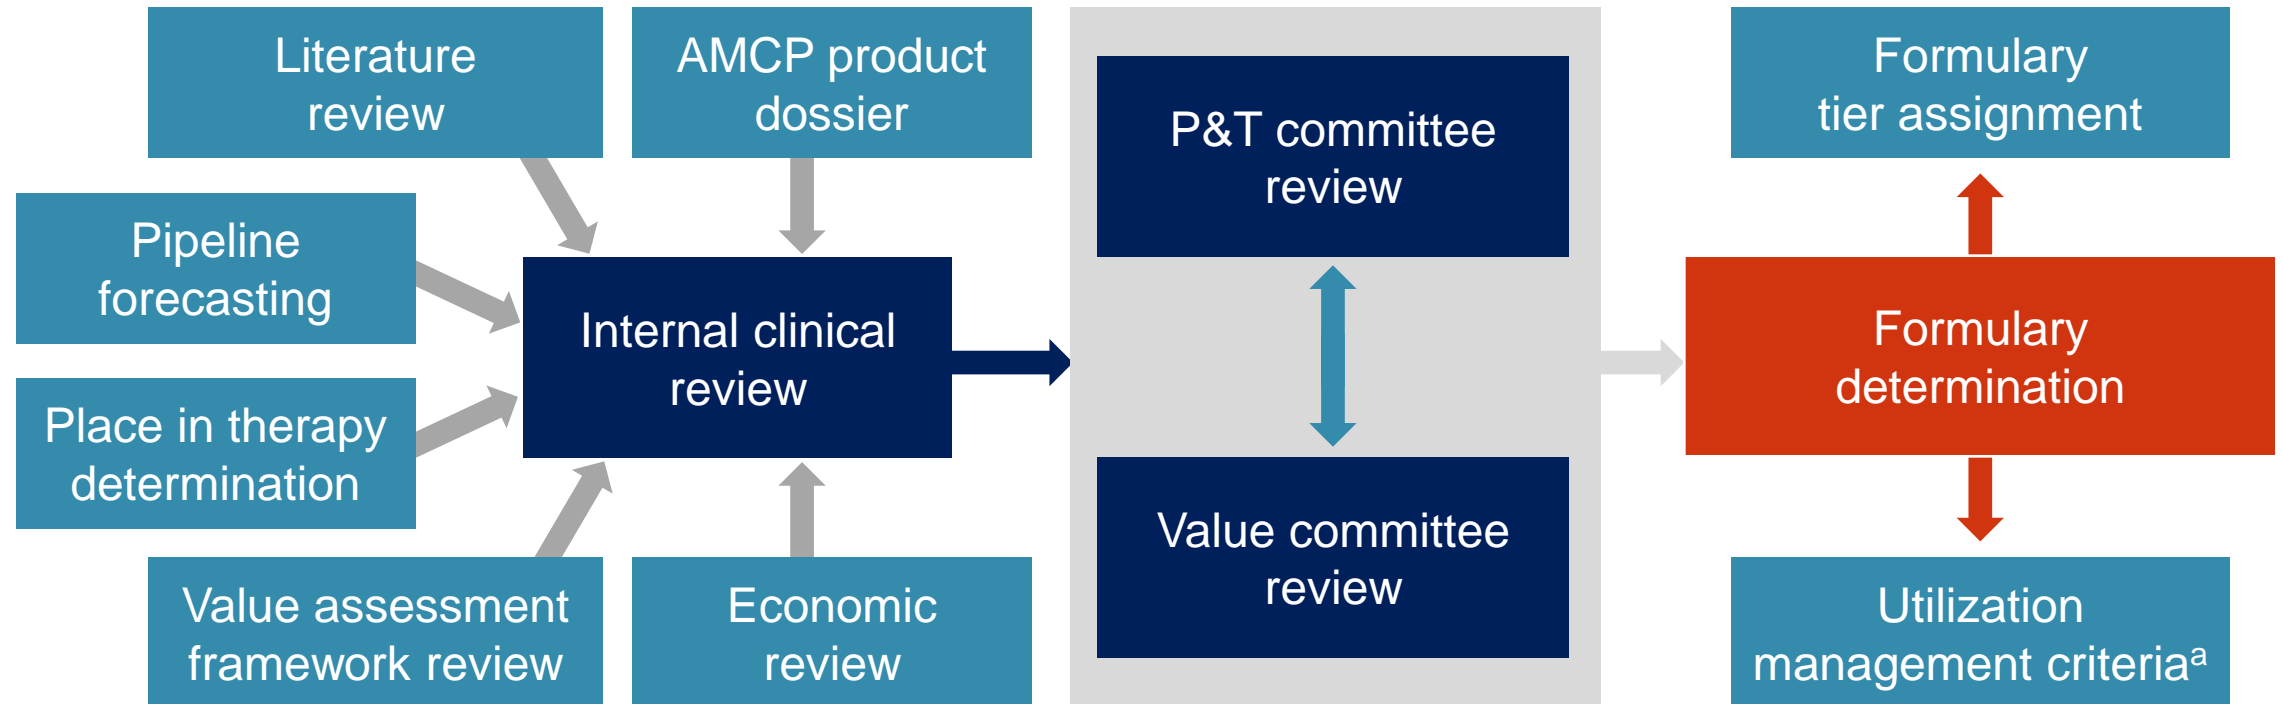 Literature
review
AMCP product
dossier
Pipeline
forecasting
Place in therapy
determination
Value assessment
framework review
Economic
review
Internal clinical
review
P&T committee
review
Value committee
review
Formulary
tier assignment
Formulary
determination
Utilization
management criteriaᵃ